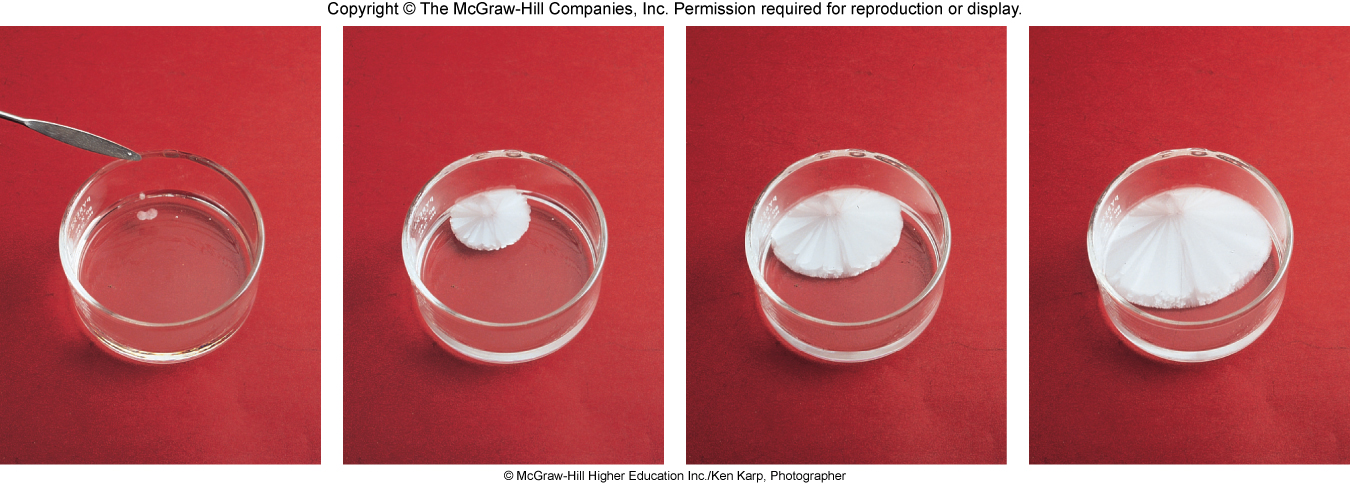 Copyright © The McGraw-Hill Companies, Inc. Permission required for reproduction or display.
© McGraw-Hill Higher Education Inc./Ken Karp, Photographer